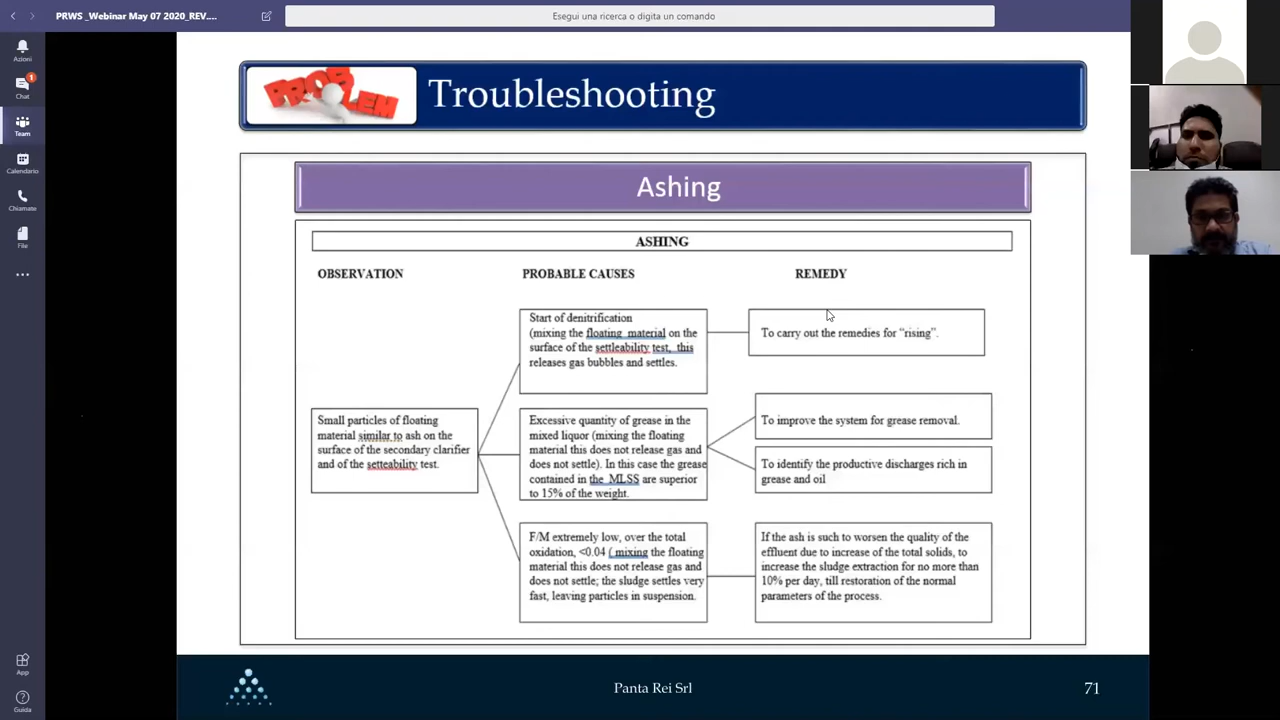 PRWS _Webinar May 07 2020_REV....
Esegui una ricerca o digita un comando
Azioni
1
Chat
Team
Calendario
Chiamate
File
App
Guida
PROBLEM
Troubleshooting
Ashing
ASHING
OBSERVATION
PROBABLE CAUSES
REMEDY
Small particles of floating
material similar to ash on the
surface of the secondary clarifier
and of the setteability test.
Start of denitrification
(mixing the floating material on the
surface of the settleability test, this
releases gas bubbles and settles.
To carry out the remedies for “rising”.
Excessive quantity of grease in the
mixed liquor (mixing the floating
material this does not release gas and
does not settle). In this case the grease
contained in the MLSS are superior
to 15% of the weight.
To improve the system for grease removal.
To identify the productive discharges rich in
grease and oil
F/M extremely low, over the total
oxidation, <0.04 ( mixing the floating
material this does not release gas and
does not settle; the sludge settles very
fast, leaving particles in suspension.
If the ash is such to worsen the quality of the
effluent due to increase of the total solids, to
increase the sludge extraction for no more than
10% per day, till restoration of the normal
parameters of the process.
Panta Rei Srl
71